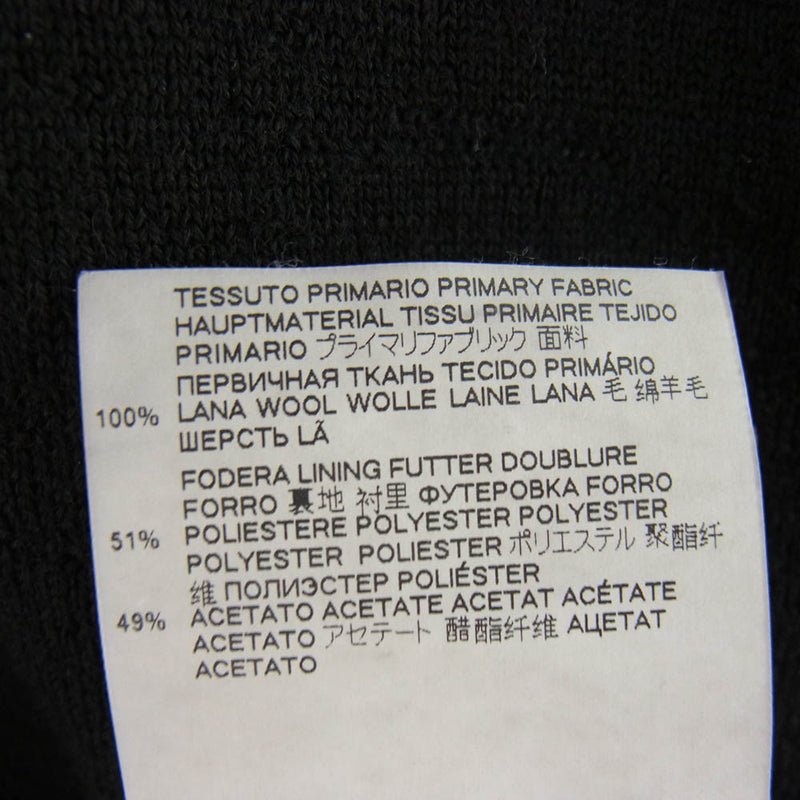 TESSUTO PRIMARIO PRIMARY FABRIC
HAUPTMATERIAL TISSU PRIMAIRE TEJIDO
PRIMARIO プライマリファブリック 面料
ПЕРВИЧНАЯ ТКАНЬ TECIDO PRIMÁRIO
100% LANA WOOL WOLLE LAINE LANA 毛 绵羊毛
ШЕРСТЬ LÃ
FODERA LINING FUTTER DOUBLURE
FORRO 裏地 衬里 ФУТЕРОВКА FORRO
51% POLIESTERE POLYESTER POLYESTER
POLYESTER POLIESTER ポリエステル 聚酯纤
维 ПОЛИЭСТЕР POLIÉSTER
49% ACETATO ACETATE ACETAT ACÉTATE
ACETATO アセテート 醋酯纤维 АЦЕТАТ
ACETATO